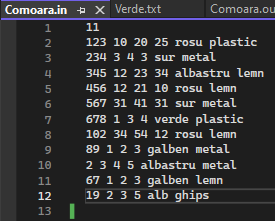 Comoara.in Verde.txt Comoara.ou
1 11
2 123 10 20 25 rosu plastic
3 234 3 4 3 sur metal
4 345 12 23 34 albastru lemn
5 456 12 21 10 rosu lemn
6 567 31 41 31 sur metal
7 678 1 3 4 verde plastic
8 102 34 54 12 rosu lemn
9 89 1 2 3 galben metal
10 2 3 4 5 albastru metal
11 67 1 2 3 galben lemn
12 19 2 3 5 alb ghips
13